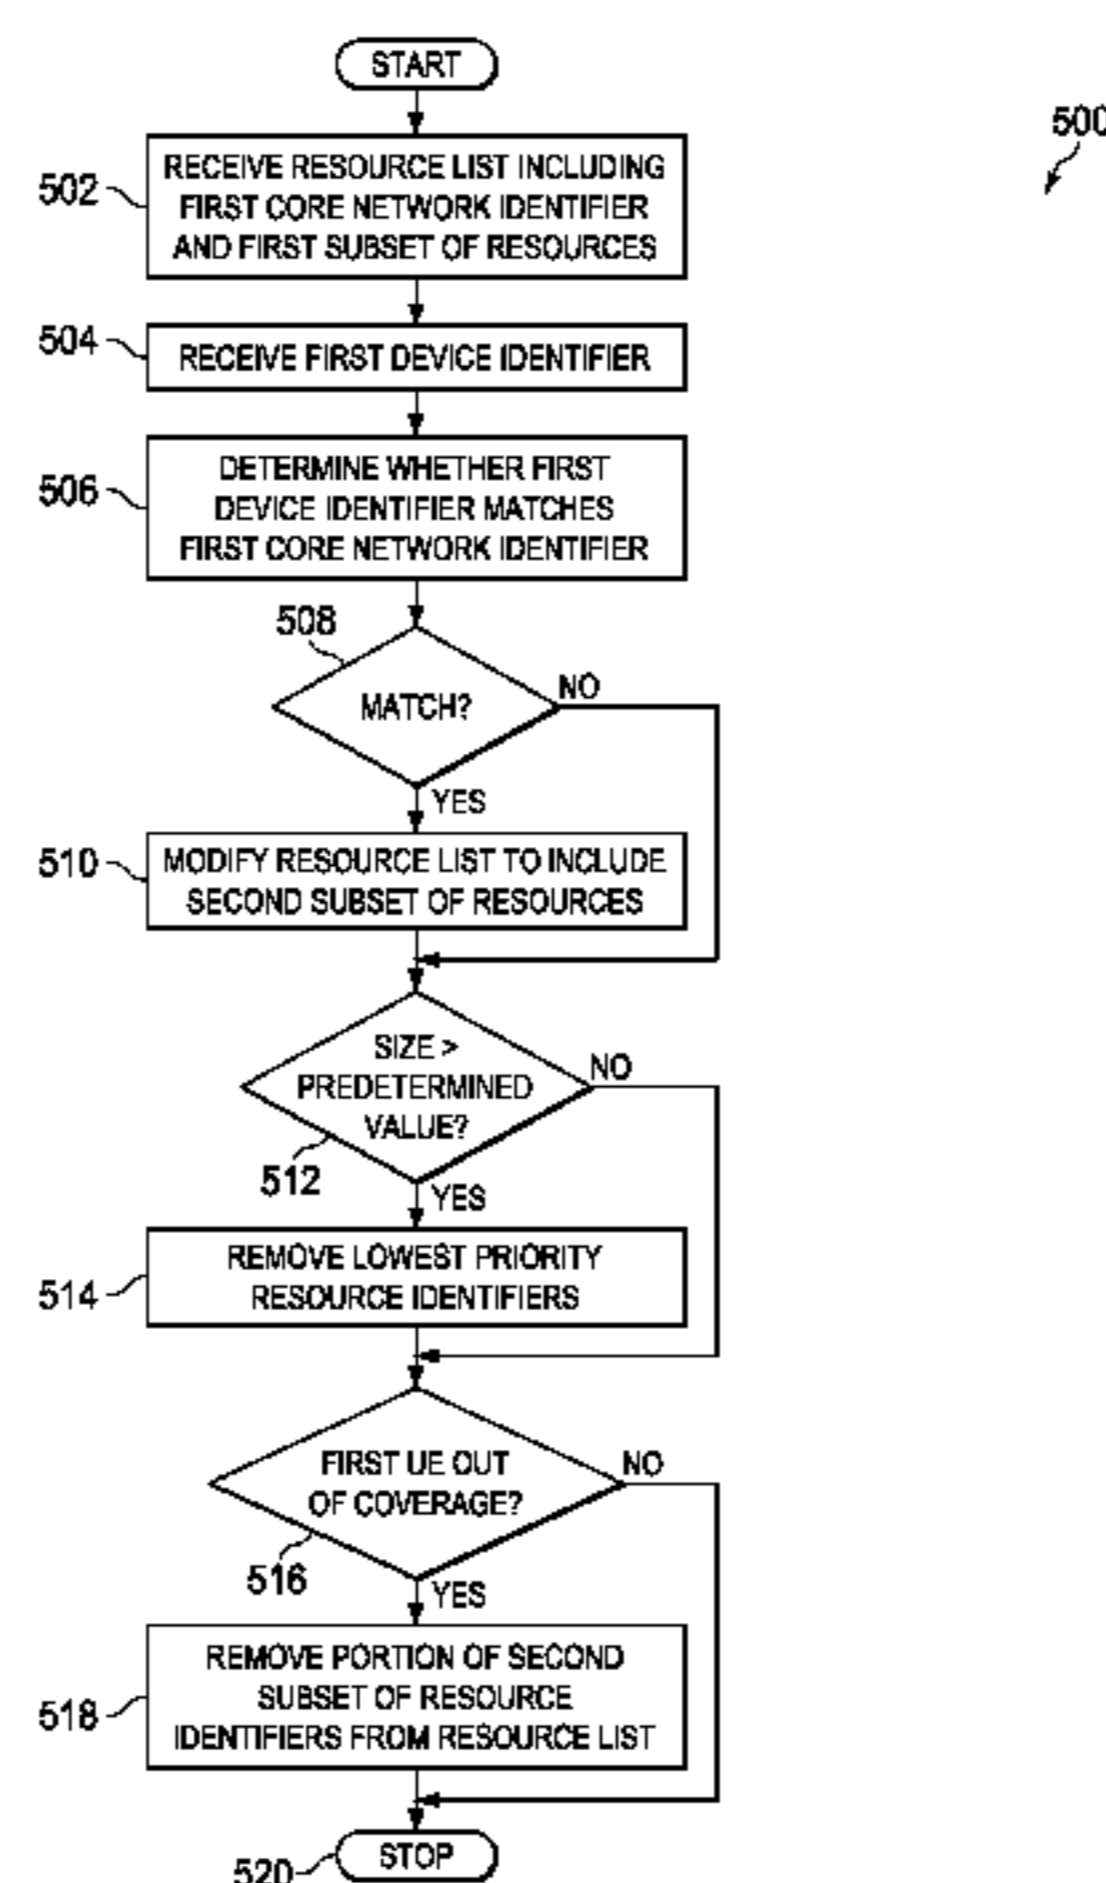 START
500
502
RECEIVE RESOURCE LIST INCLUDING
FIRST CORE NETWORK IDENTIFIER
AND FIRST SUBSET OF RESOURCES
504
RECEIVE FIRST DEVICE IDENTIFIER
506
DETERMINE WHETHER FIRST
DEVICE IDENTIFIER MATCHES
FIRST CORE NETWORK IDENTIFIER
508
MATCH?
NO
YES
510
MODIFY RESOURCE LIST TO INCLUDE
SECOND SUBSET OF RESOURCES
SIZE >
PREDETERMINED
VALUE?
NO
512
YES
514
REMOVE LOWEST PRIORITY
RESOURCE IDENTIFIERS
FIRST UE OUT
OF COVERAGE?
NO
516
YES
518
REMOVE PORTION OF SECOND
SUBSET OF RESOURCE
IDENTIFIERS FROM RESOURCE LIST
520
STOP